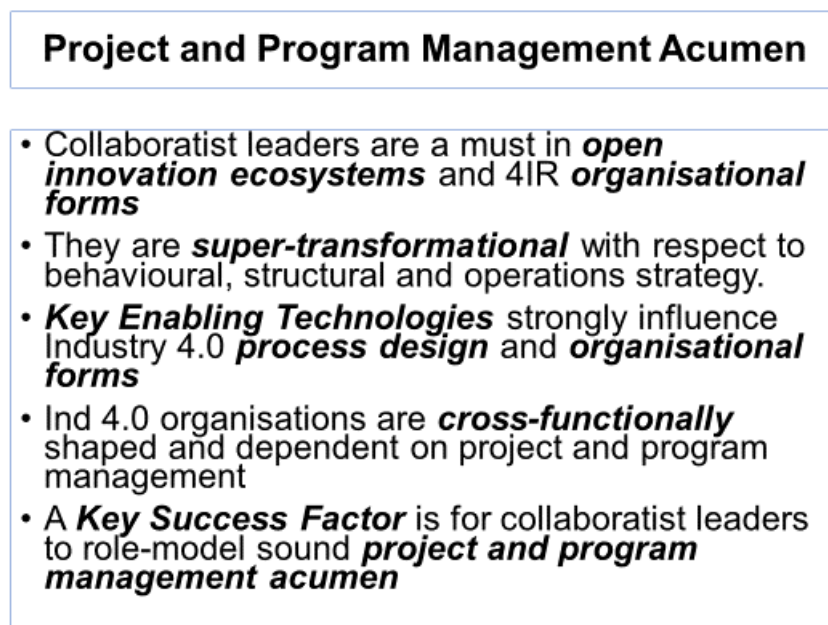 Project and Program Management Acumen
• Collaboratist leaders are a must in open
innovation ecosystems and 4IR organisational
forms
• They are super-transformational with respect to
behavioural, structural and operations strategy.
• Key Enabling Technologies strongly influence
Industry 4.0 process design and organisational
forms
• Ind 4.0 organisations are cross-functionally
shaped and dependent on project and program
management
• A Key Success Factor is for collaboratist leaders
to role-model sound project and program
management acumen